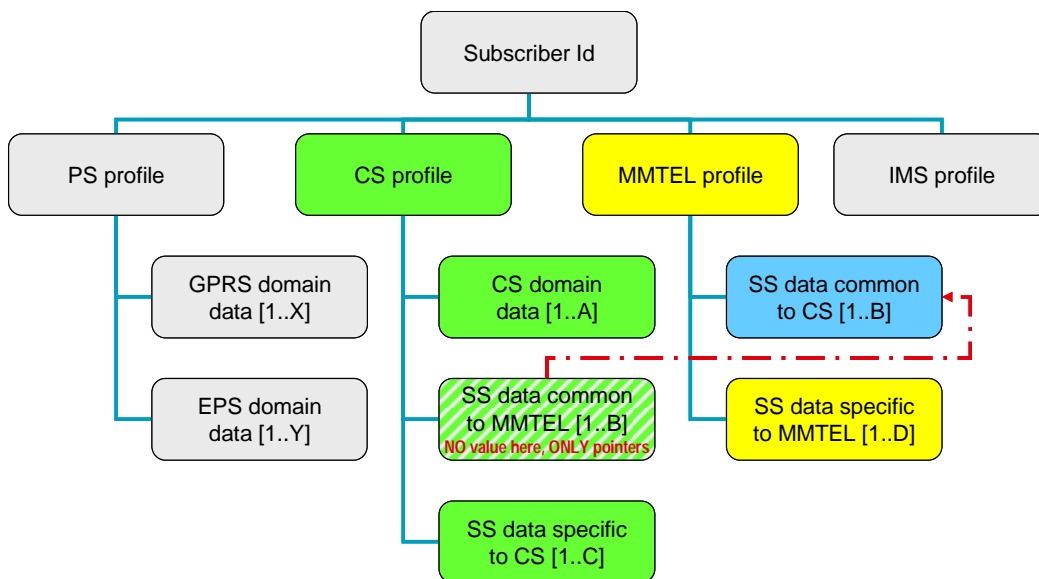 Subscriber Id
PS profile
CS profile
MMTEL profile
IMS profile
GPRS domain
data [1..X]
CS domain
data [1..A]
SS data common
to CS [1..B]
EPS domain
data [1..Y]
SS data common
to MMTEL [1..B]
NO value here, ONLY pointers
SS data specific
to MMTEL [1..D]
SS data specific
to CS [1..C]